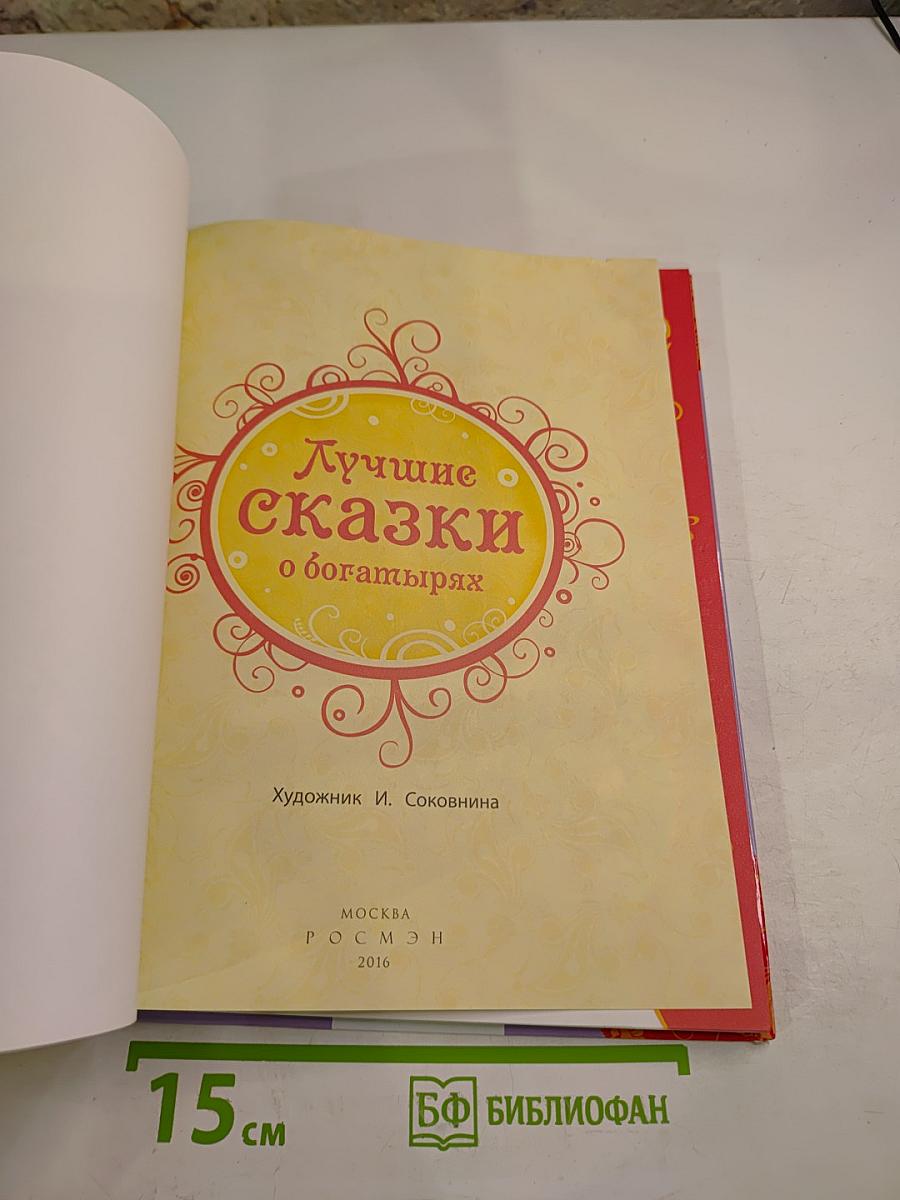 Лучшие
сказки
о богатырях
Художник И. Соковнина
МОСКВА
РОСМЭН
2016
15 см
БФ БИБЛИОФАН